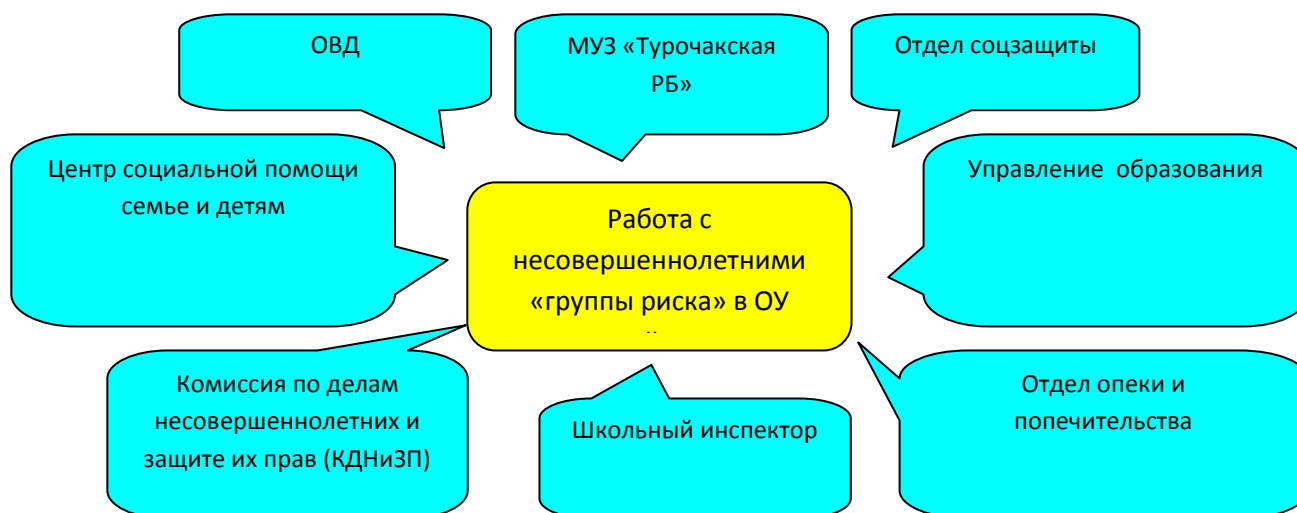 ОВД
МУЗ «Турочакская
РБ»
Отдел соцзащиты
Центр социальной помощи
семье и детям
Управление образования
Работа с
несовершеннолетними
«группы риска» в ОУ
Комиссия по делам
несовершеннолетних и
защите их прав (КДНиЗП)
Школьный инспектор
Отдел опеки и
попечительства